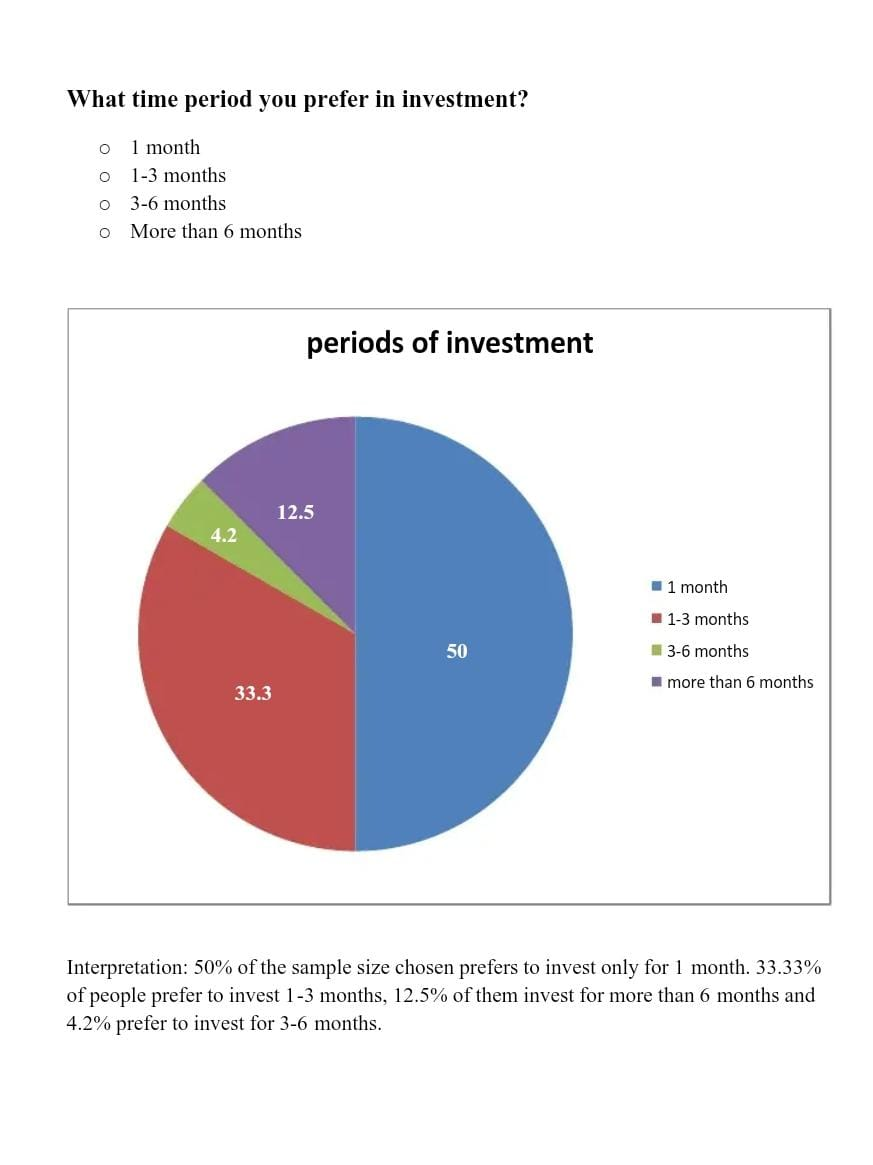 What time period you prefer in investment?
o 1 month
o 1-3 months
o 3-6 months
o More than 6 months
periods of investment
12.5
4.2
50
33.3
1 month
1-3 months
3-6 months
more than 6 months
Interpretation: 50% of the sample size chosen prefers to invest only for 1 month. 33.33%
of people prefer to invest 1-3 months, 12.5% of them invest for more than 6 months and
4.2% prefer to invest for 3-6 months.